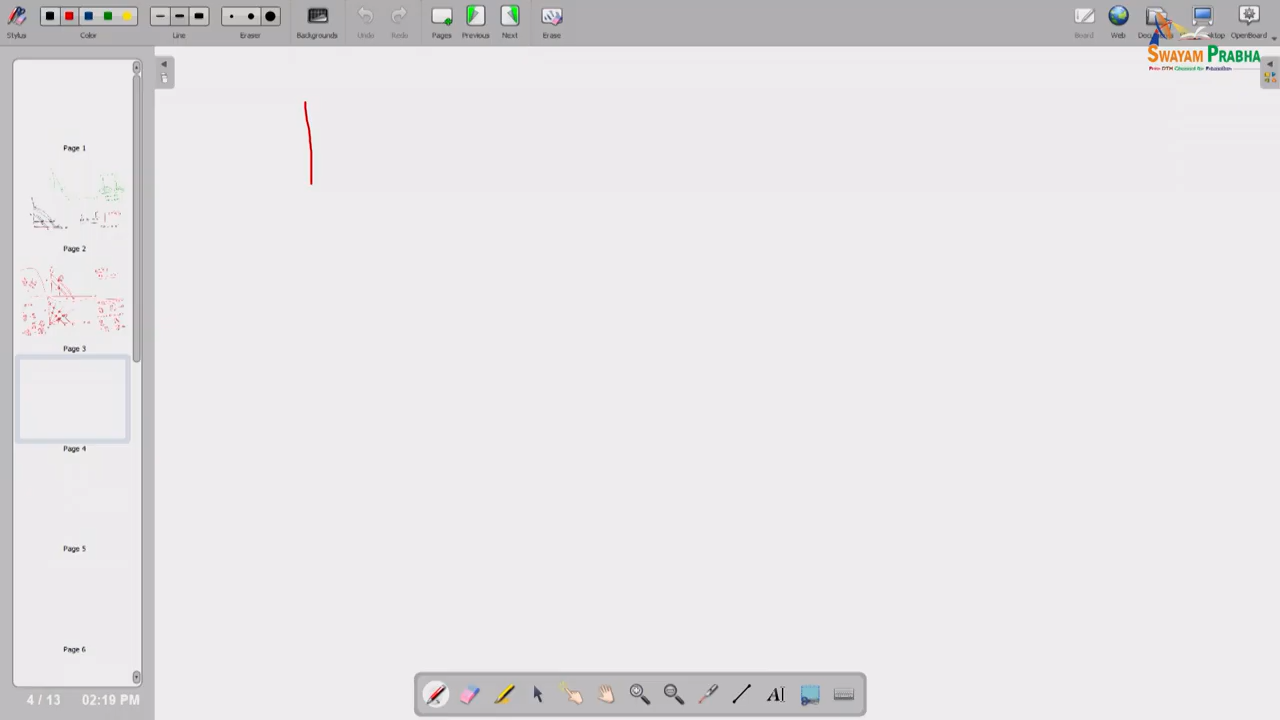 Stylus
Color
Line
Eraser
Backgrounds
Undo
Redo
Pages
Previous
Next
Erase
Board
Web
OpenBoard
SWAYAM PRABHA
Page 1
Page 2
Page 3
Page 4
Page 5
Page 6
4 / 13 02:19 PM